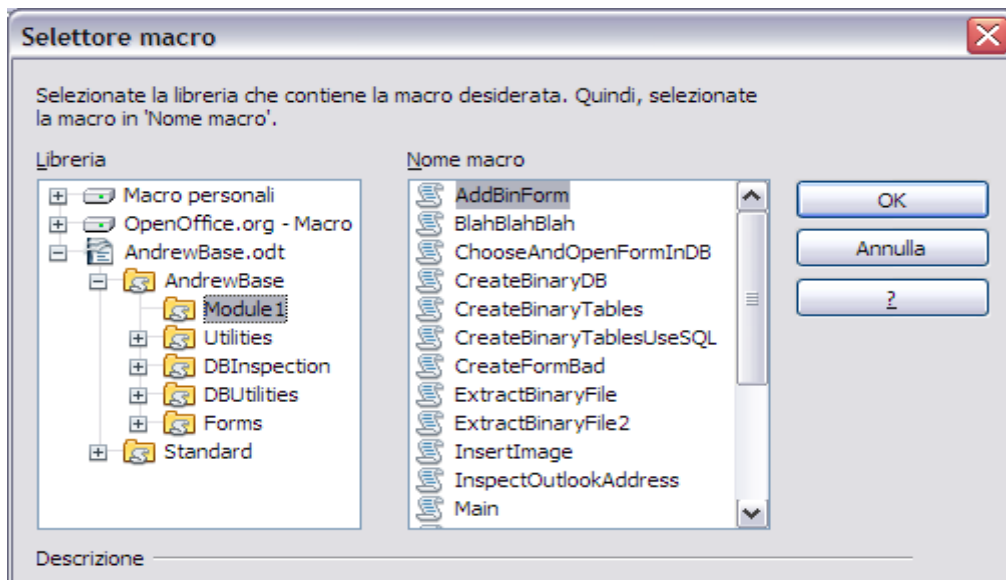 Selettore macro
Selezionate la libreria che contiene la macro desiderata. Quindi, selezionate
la macro in 'Nome macro'.
Libreria
Macro personali
OpenOffice.org - Macro
AndrewBase.odt
AndrewBase
Module1
Utilities
DBInspection
DBUtilities
Forms
Standard
Nome macro
AddBinForm
BlahBlahBlah
ChooseAndOpenFormInDB
CreateBinaryDB
CreateBinaryTables
CreateBinaryTablesUseSQL
CreateFormBad
ExtractBinaryFile
ExtractBinaryFile2
InsertImage
InspectOutlookAddress
Main
OK
Annulla
?
Descrizione